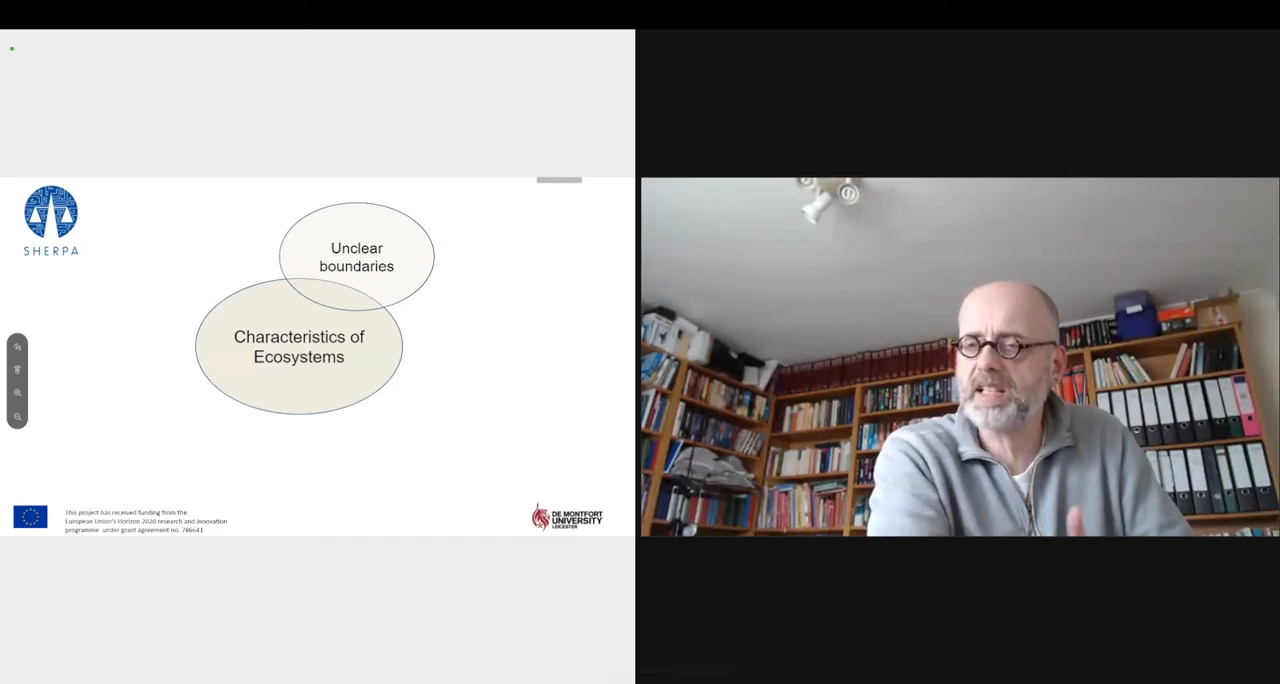 SHERPA
Unclear
boundaries
Characteristics of
Ecosystems
This project has received funding from the
European Union's Horizon 2020 research and innovation
programme under grant agreement no. 786641
DE MONTFORT
UNIVERSITY
LEICESTER